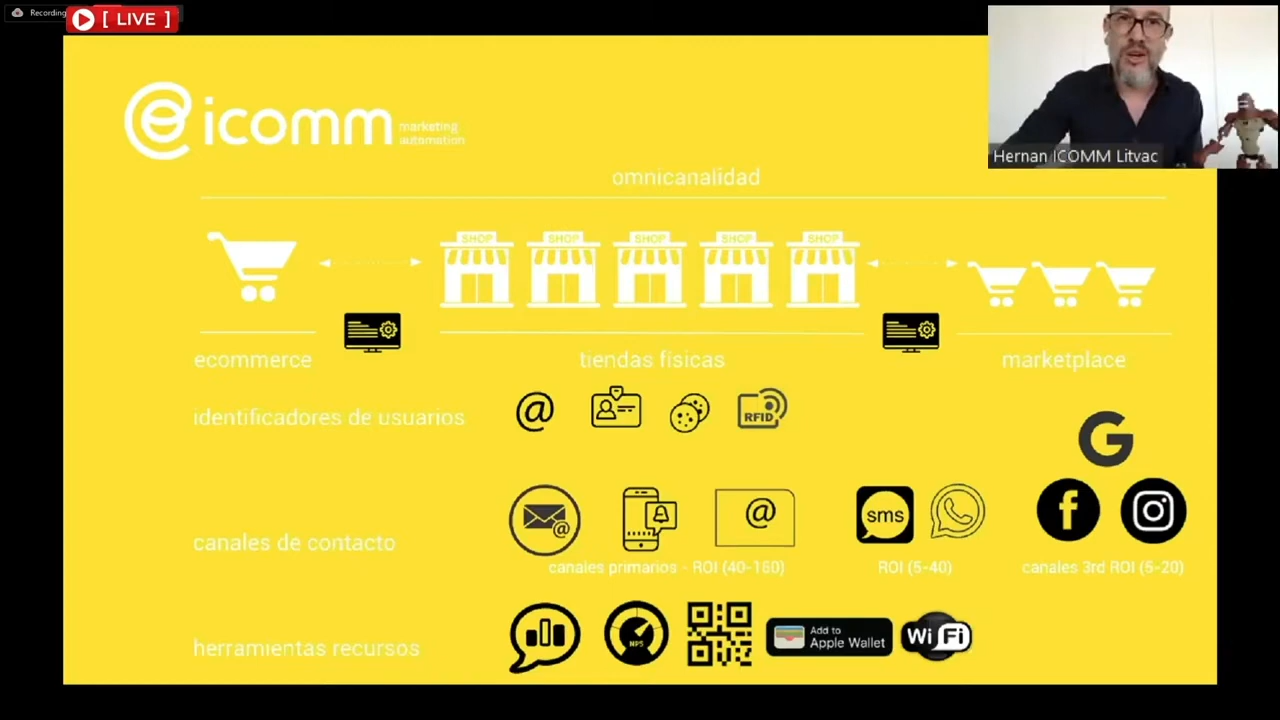 Recording
[ LIVE ]
icomm
marketing
automation
Hernan ICOMM Litvac
omnicanalidad
SHOP SHOP SHOP SHOP SHOP
ecommerce
tiendas físicas
marketplace
identificadores de usuarios
@
RFID
G
@
@
sms
f
canales de contacto
canales primarios - ROI (40-160)
ROI (5-40)
canales 3rd ROI (5-20)
herramientas recursos
NPS
Add to
Apple Wallet
Wi Fi